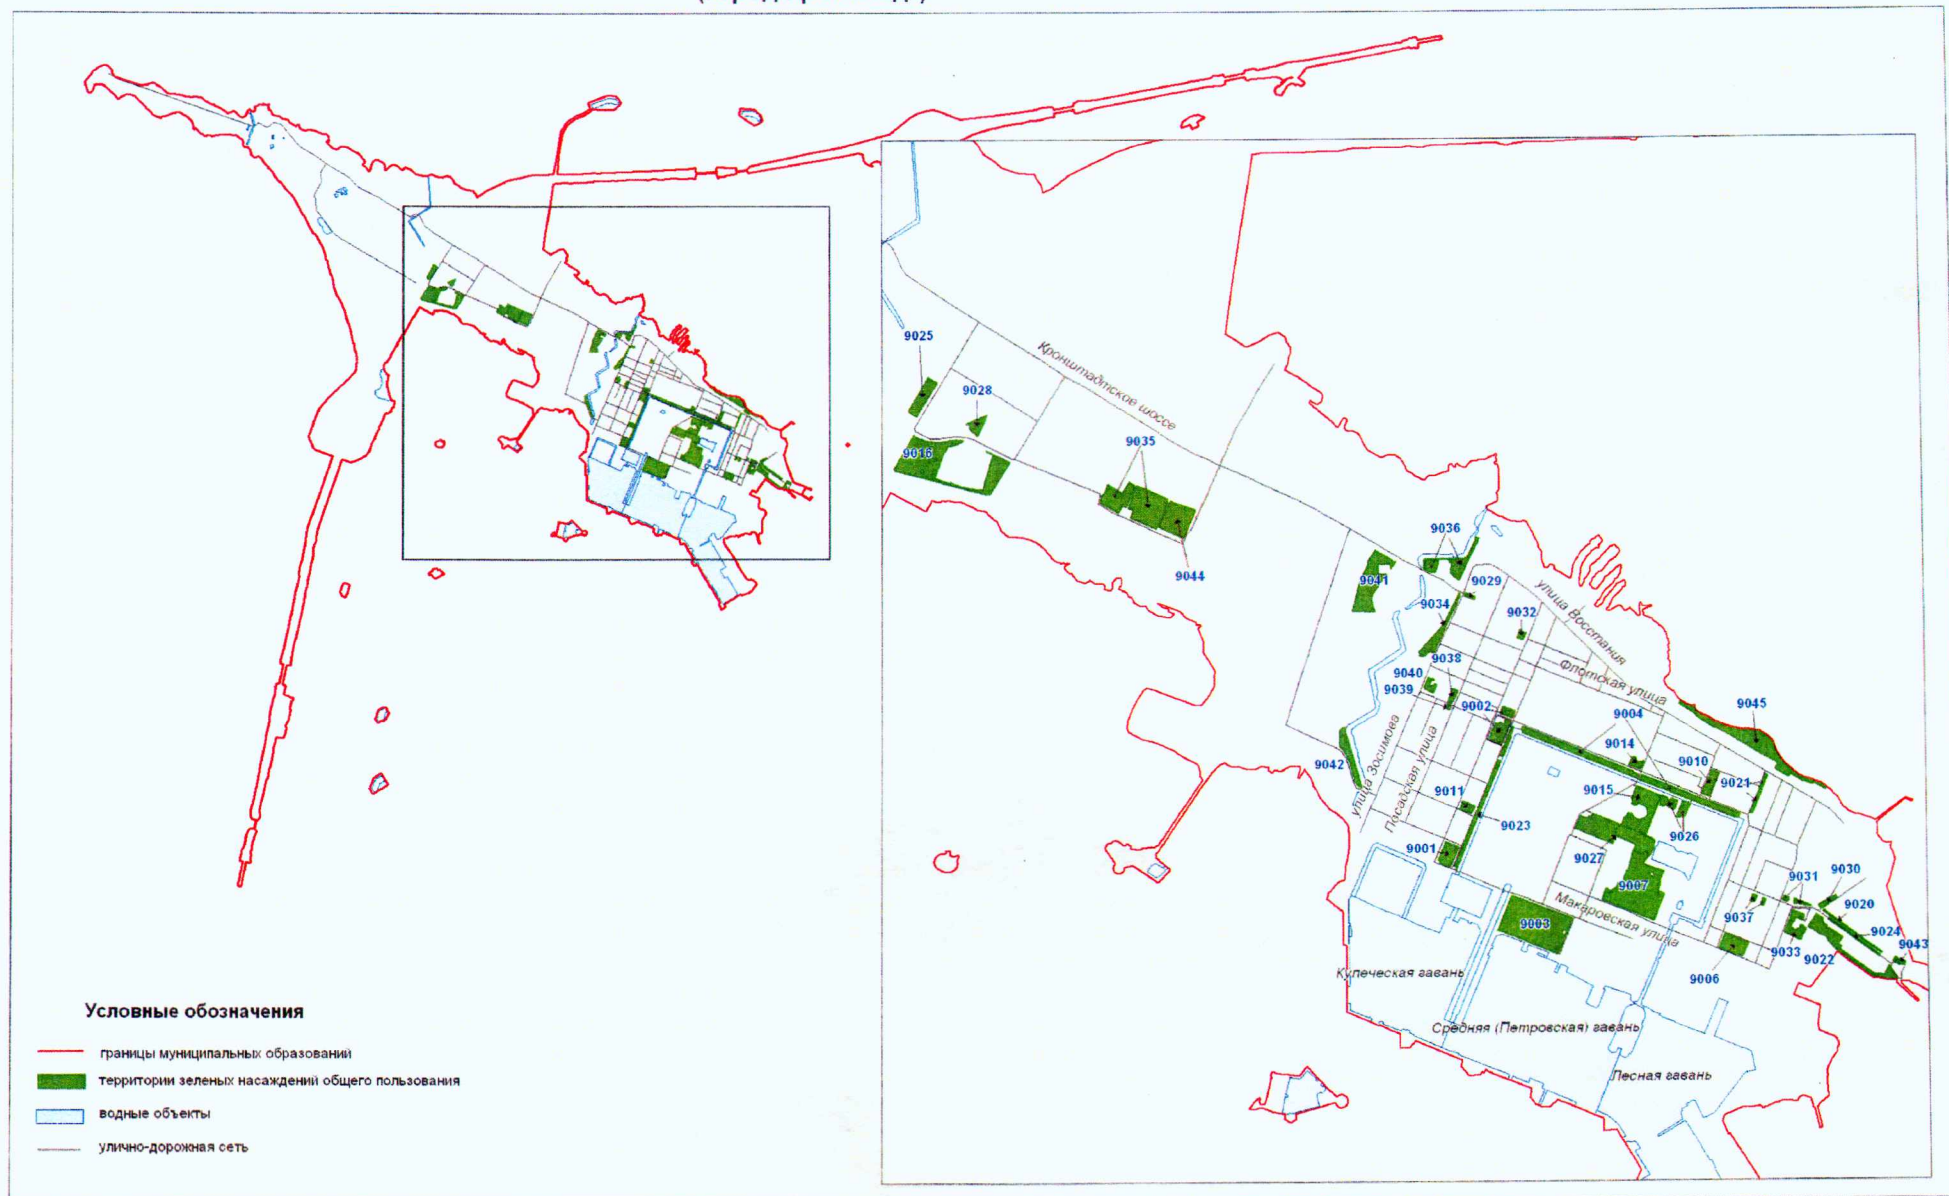 9025
9028
9016
Кронштадтское шоссе
9035
9044
9036
9041
9029
9034
9032
улица Восстания
9038
9040
9039
Флотская улица
9002
9004
9045
9014
9010
9042
улица Зосимова
Посадская улица
9015
9021
9011
9023
9026
9001
9027
9007
9031
9030
9020
9003
Макаровская улица
9037
9024
9043
9033
9022
9006
Купеческая гавань
Средняя (Петровская) гавань
Лесная гавань
Условные обозначения
границы муниципальных образований
территории зеленых насаждений общего пользования
водные объекты
улично-дорожная сеть